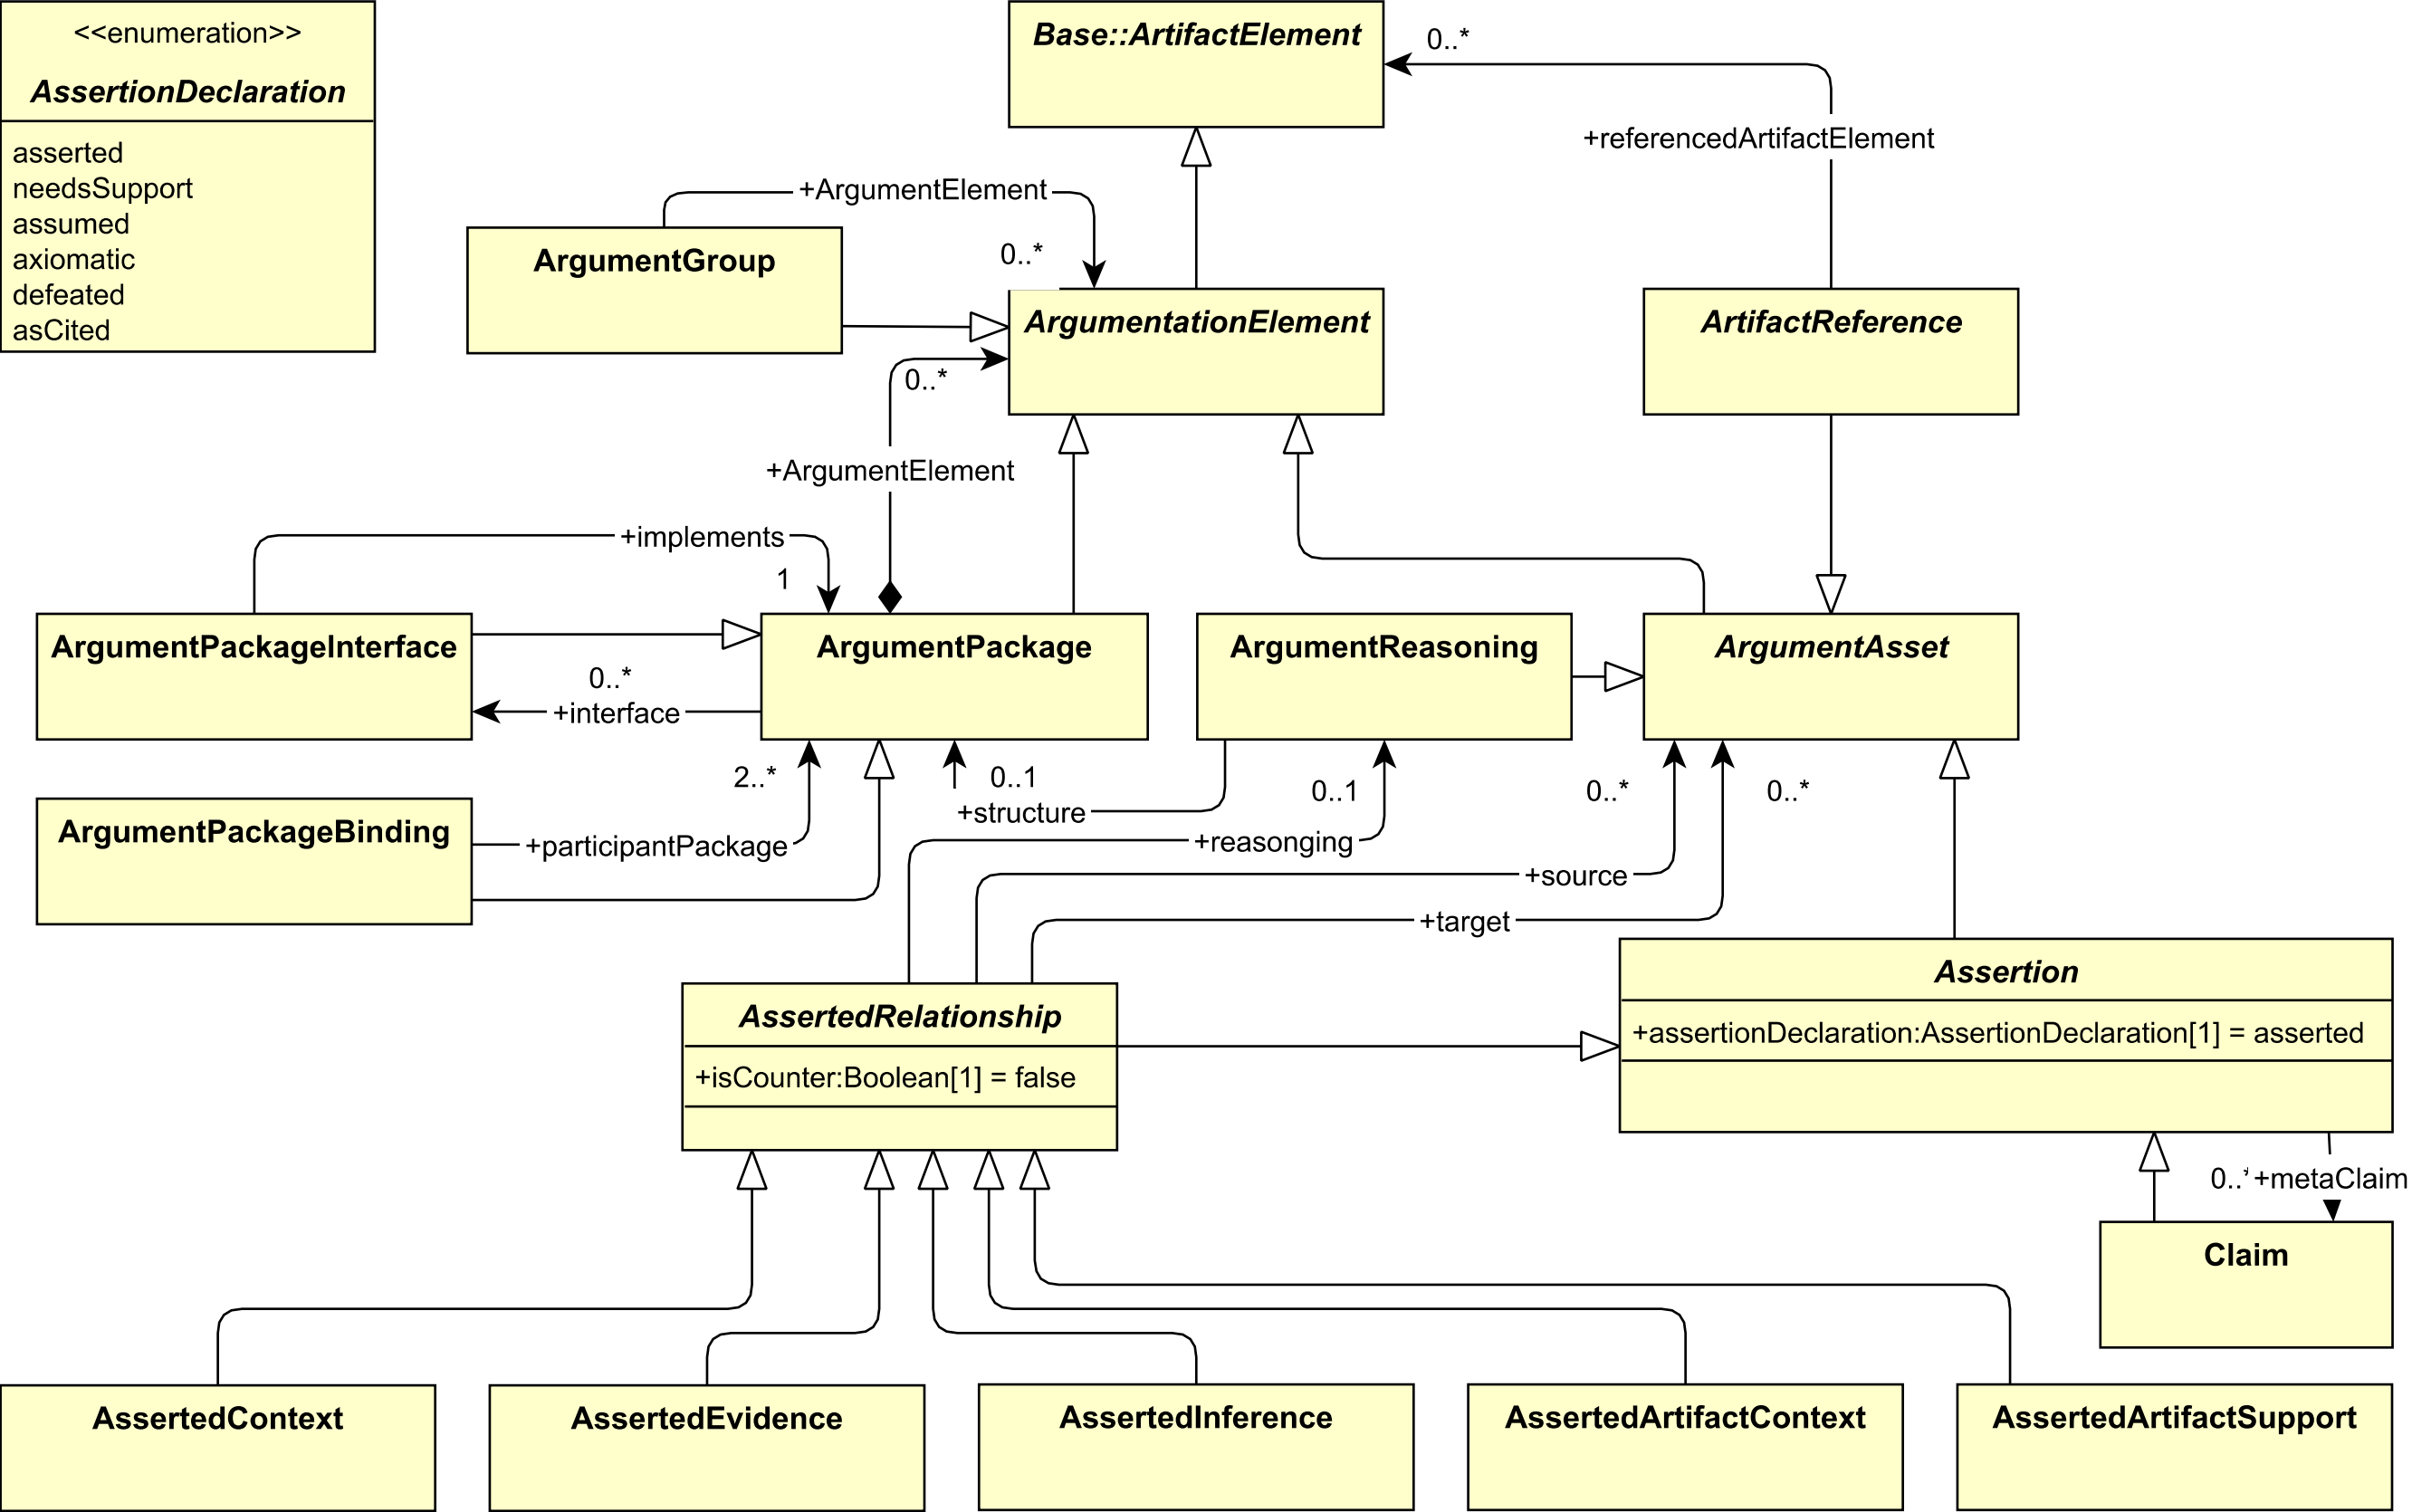 <<enumeration>>
AssertionDeclaration
asserted
needsSupport
assumed
axiomatic
defeated
asCited
Base::ArtifactElement
0..*
+referencedArtifactElement
+ArgumentElement
0..*
ArgumentGroup
ArgumentationElement
ArtifactReference
0..*
+ArgumentElement
+implements
1
ArgumentPackageInterface
ArgumentPackage
ArgumentReasoning
ArgumentAsset
0..*
+interface
2..*
0..1
+structure
0..1
0..*
0..*
ArgumentPackageBinding
+participantPackage
+reasonging
+source
+target
AssertedRelationship
+isCounter:Boolean[1] = false
Assertion
+assertionDeclaration:AssertionDeclaration[1] = asserted
0..*
+metaClaim
Claim
AssertedContext
AssertedEvidence
AssertedInference
AssertedArtifactContext
AssertedArtifactSupport